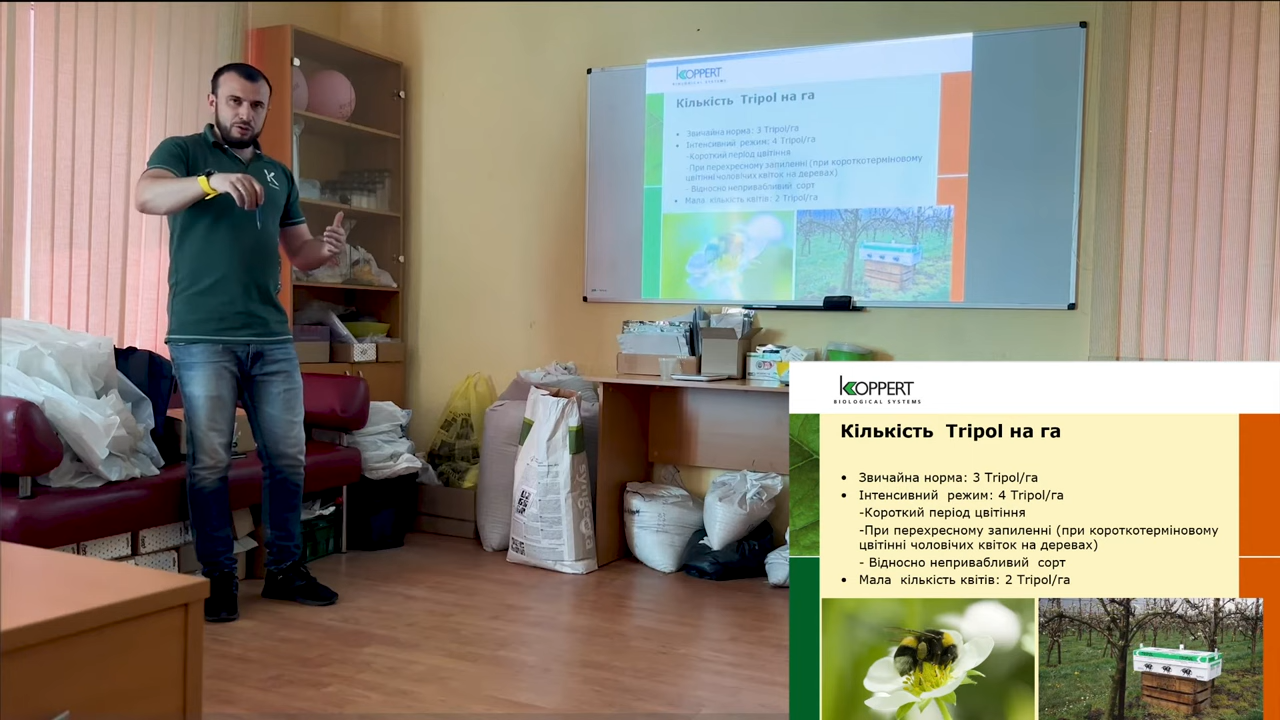 KOPPERT
BIOLOGICAL SYSTEMS
Кількість Tripol на га
• Звичайна норма: 3 Tripol/га
• Інтенсивний режим: 4 Tripol/га
-Короткий період цвітіння
-При перехресному запиленні (при короткотерміновому
цвітінні чоловічих квіток на деревах)
- Відносно непривабливий сорт
• Мала кількість квітів: 2 Tripol/га
KOPPERT
BIOLOGICAL SYSTEMS
Кількість Tripol на га
• Звичайна норма: 3 Tripol/га
• Інтенсивний режим: 4 Tripol/га
-Короткий період цвітіння
-При перехресному запиленні (при короткотерміновому
цвітінні чоловічих квіток на деревах)
- Відносно непривабливий сорт
• Мала кількість квітів: 2 Tripol/га